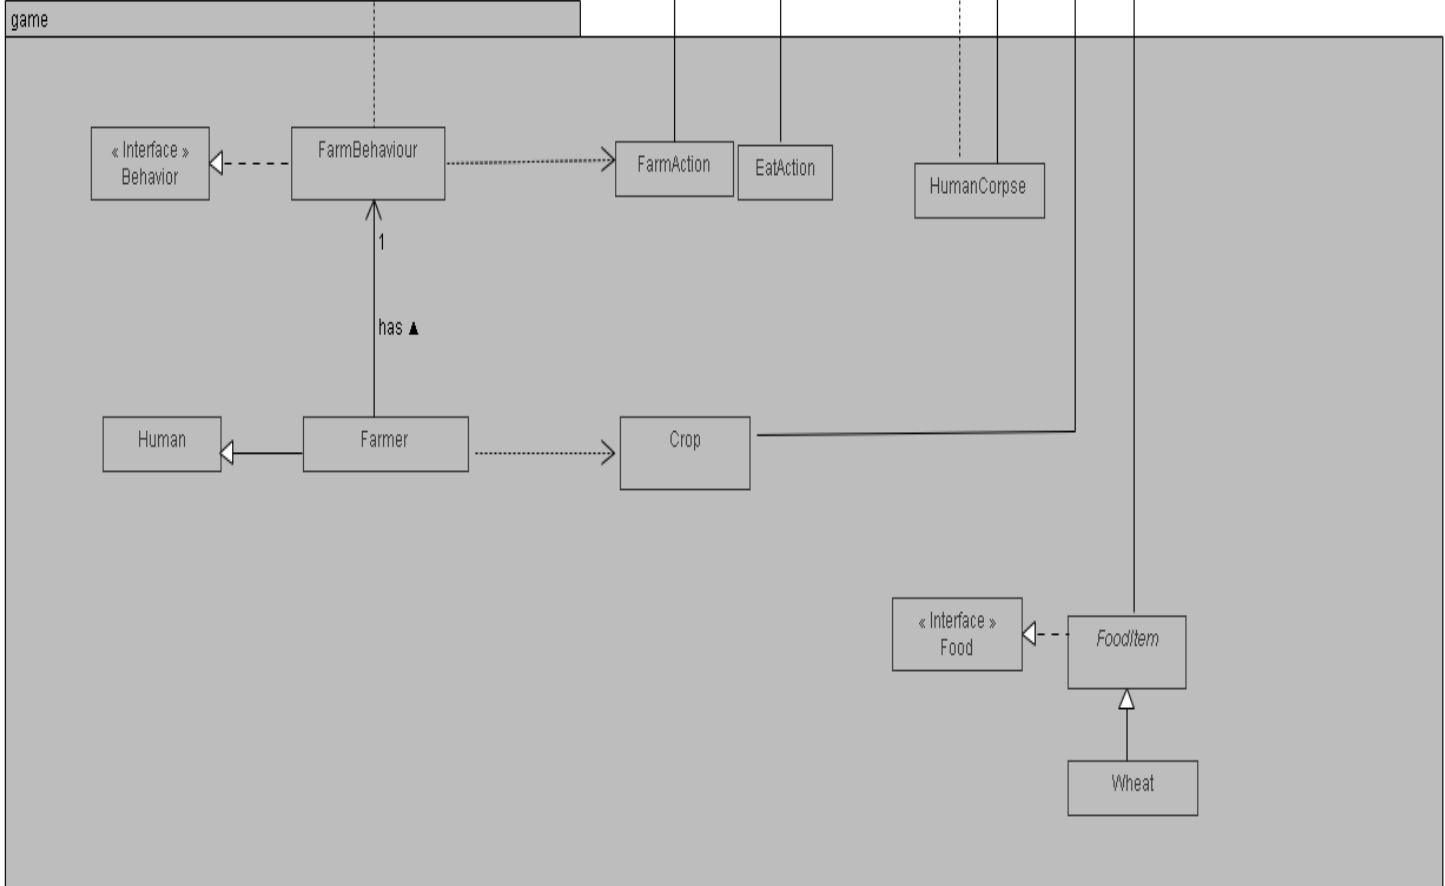 game
« Interface »
Behavior
FarmBehaviour
FarmAction
EatAction
HumanCorpse
1
has ▲
Human
Farmer
Crop
« Interface »
Food
FoodItem
Wheat